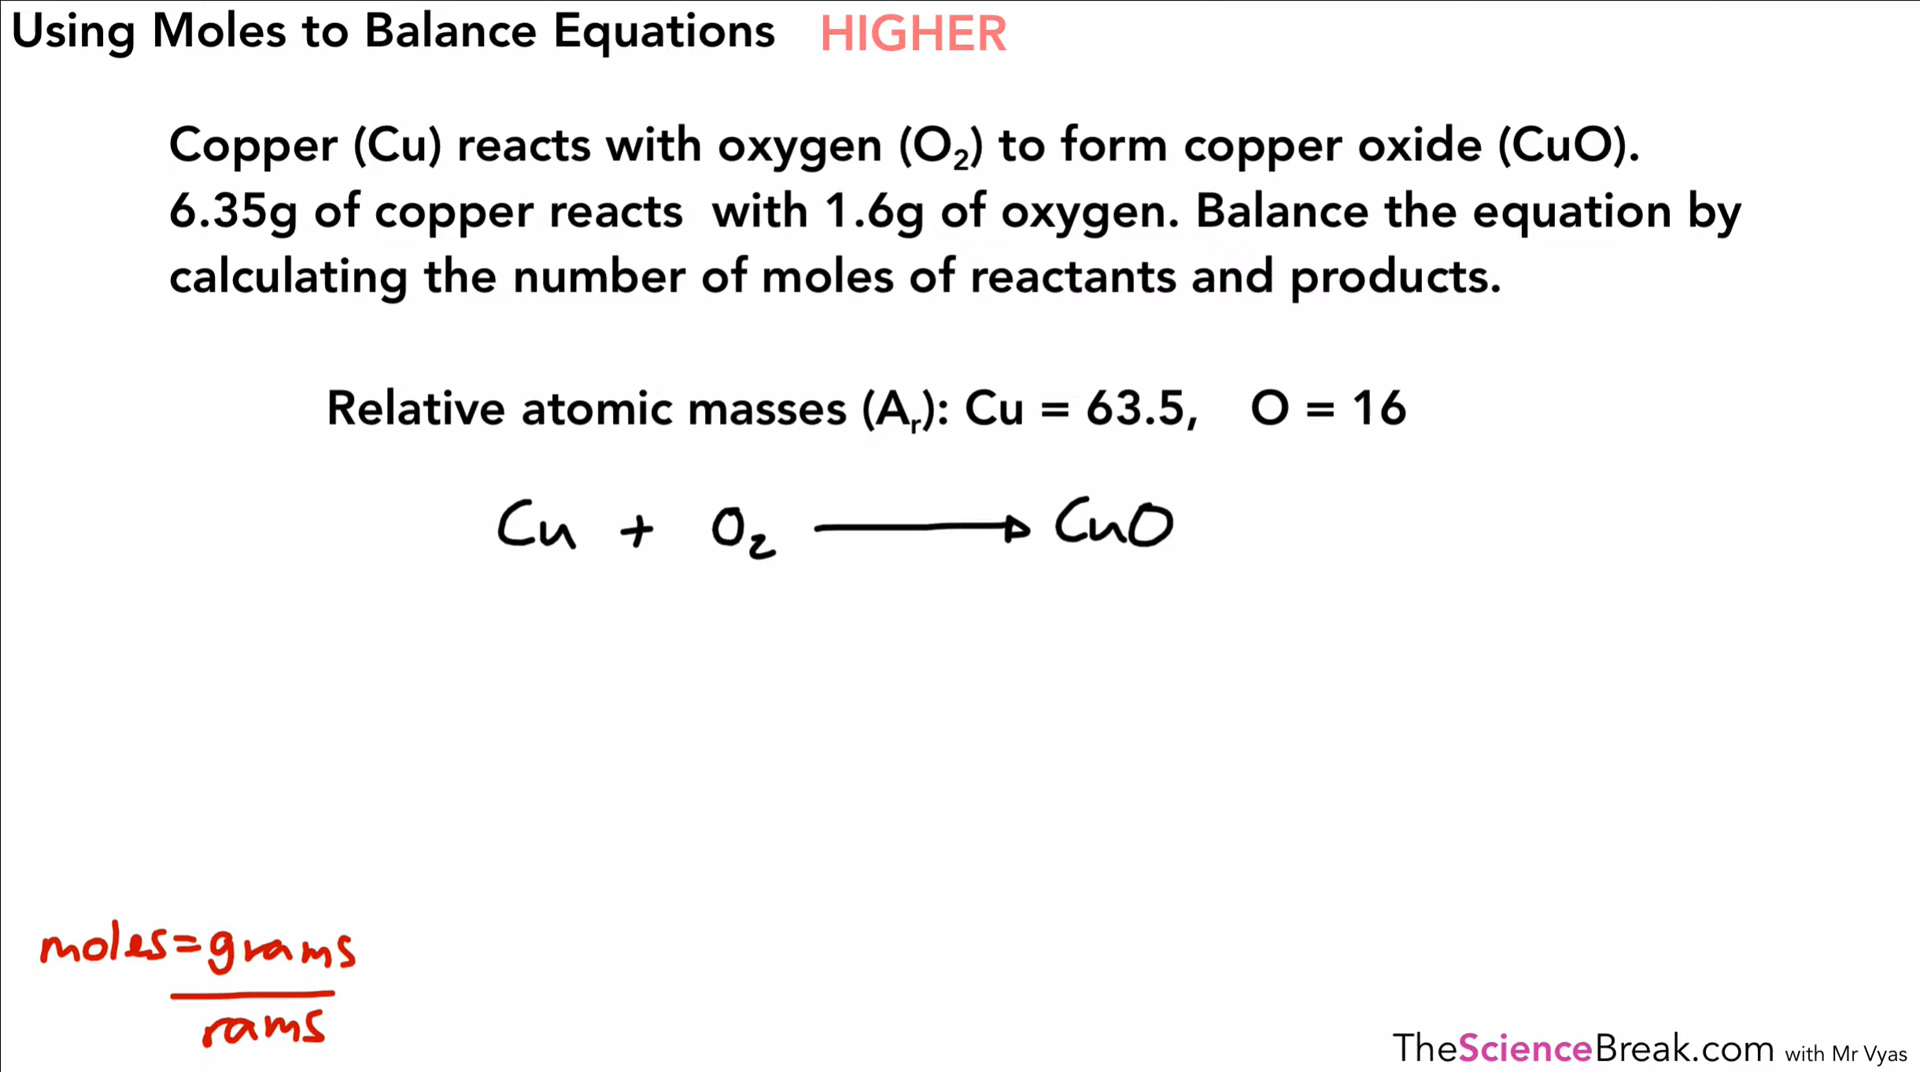 Using Moles to Balance Equations HIGHER
Copper (Cu) reacts with oxygen (O₂) to form copper oxide (CuO).
6.35g of copper reacts with 1.6g of oxygen. Balance the equation by
calculating the number of moles of reactants and products.
Relative atomic masses (Aᵣ): Cu = 63.5, O = 16
Cu + O₂ → CuO
moles = grams
rams
TheScienceBreak.com with Mr Vyas